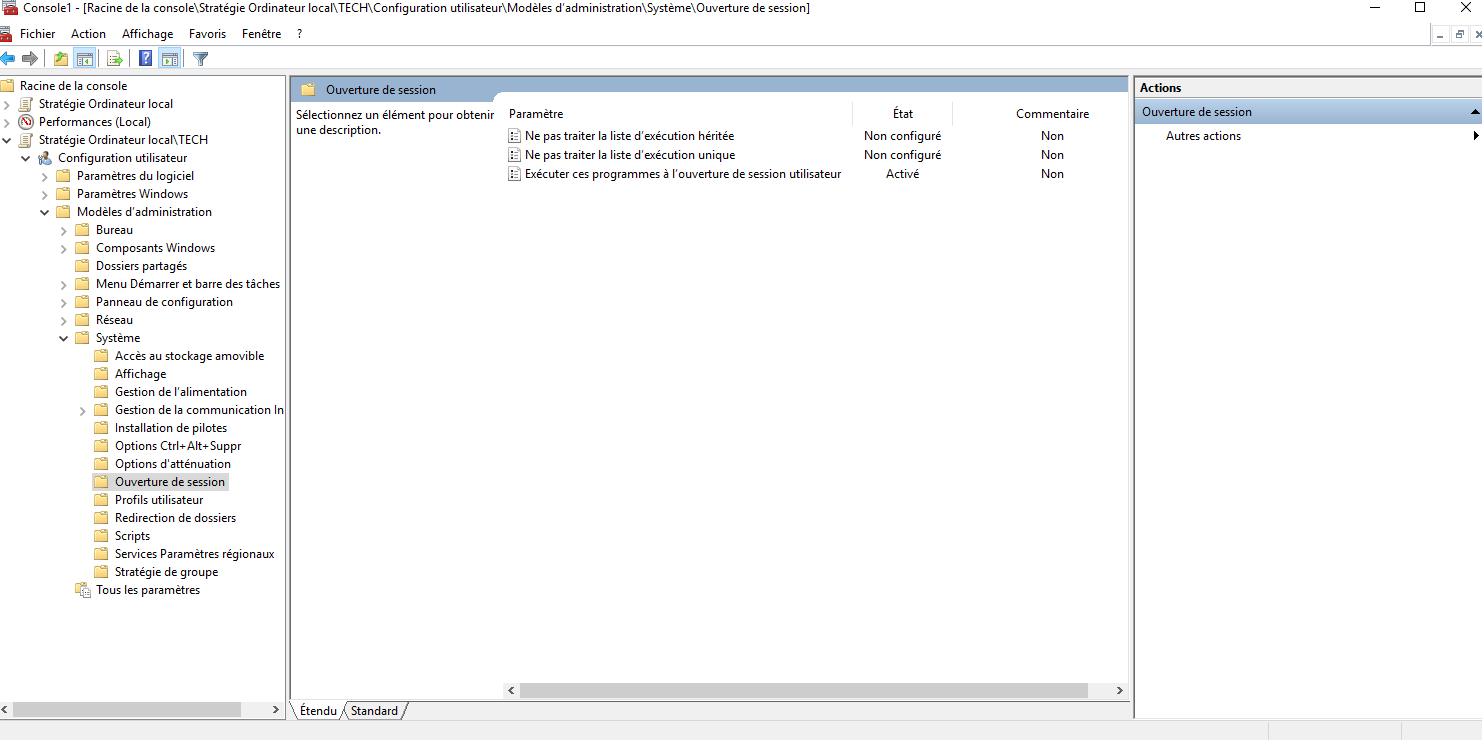 Console1 - [Racine de la console\Stratégie Ordinateur local\TECH\Configuration utilisateur\Modèles d'administration\Système\Ouverture de session]
Fichier Action Affichage Favoris Fenêtre ?
Racine de la console
Stratégie Ordinateur local
Performances (Local)
Stratégie Ordinateur local\TECH
Configuration utilisateur
Paramètres du logiciel
Paramètres Windows
Modèles d'administration
Bureau
Composants Windows
Dossiers partagés
Menu Démarrer et barre des tâches
Panneau de configuration
Réseau
Système
Accès au stockage amovible
Affichage
Gestion de l'alimentation
Gestion de la communication In
Installation de pilotes
Options Ctrl+Alt+Suppr
Options d'atténuation
Ouverture de session
Profils utilisateur
Redirection de dossiers
Scripts
Services Paramètres régionaux
Stratégie de groupe
Tous les paramètres
Ouverture de session
Sélectionnez un élément pour obtenir
une description.
Paramètre État Commentaire
Ne pas traiter la liste d'exécution héritée Non configuré Non
Ne pas traiter la liste d'exécution unique Non configuré Non
Exécuter ces programmes à l'ouverture de session utilisateur Activé Non
Étendu Standard
Actions
Ouverture de session
Autres actions